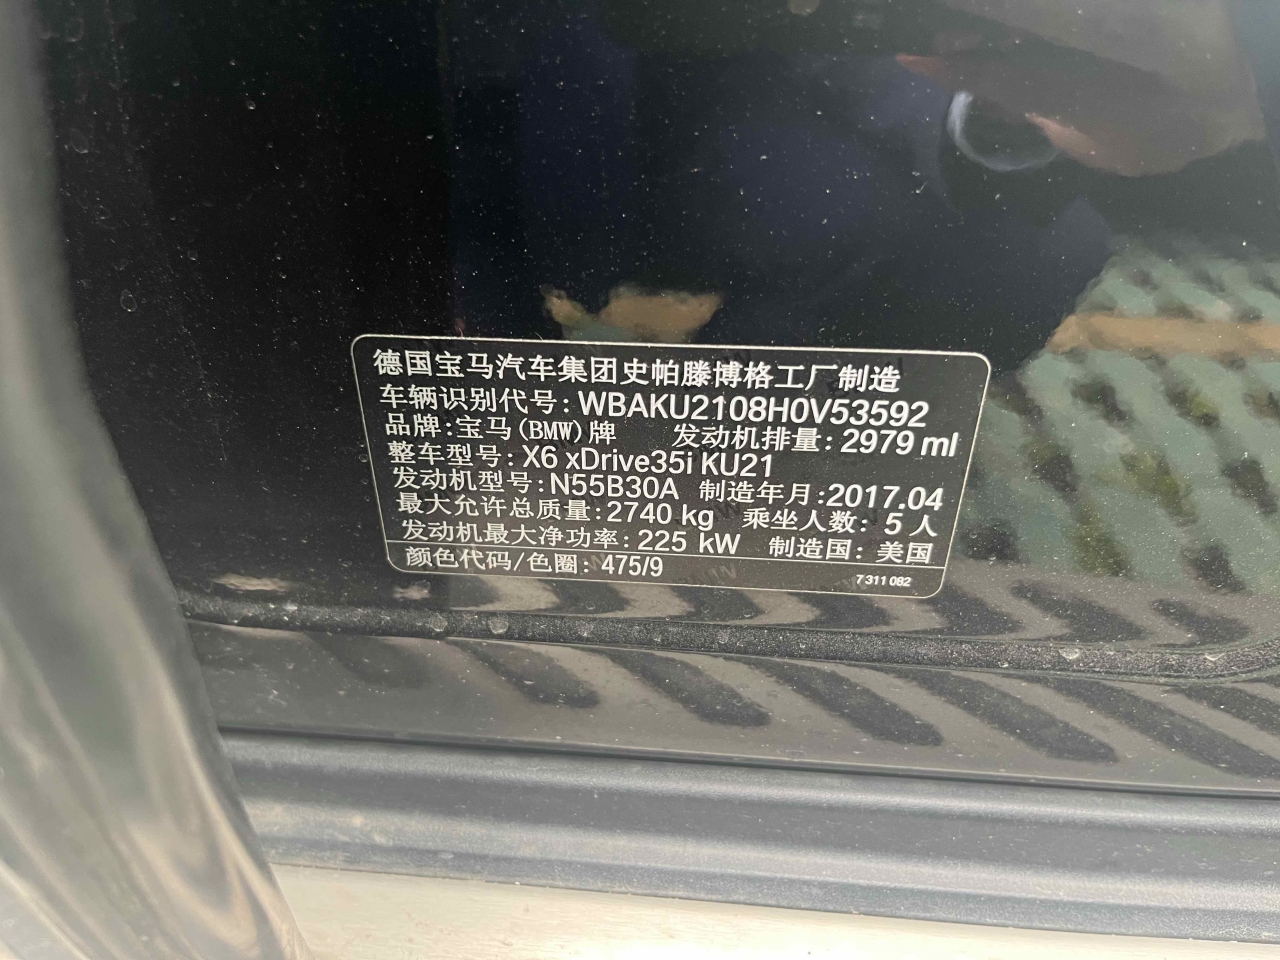 德国宝马汽车集团史帕滕博格工厂制造
车辆识别代号: WBAKU2108H0V53592
品牌:宝马(BMW)牌 发动机排量: 2979 ml
整车型号: X6 xDrive35i KU21
发动机型号:N55B30A 制造年月:2017.04
最大允许总质量:2740 kg 乘坐人数: 5 人
发动机最大净功率: 225 kW 制造国: 美国
颜色代码/色圈: 475/9
7 311 082